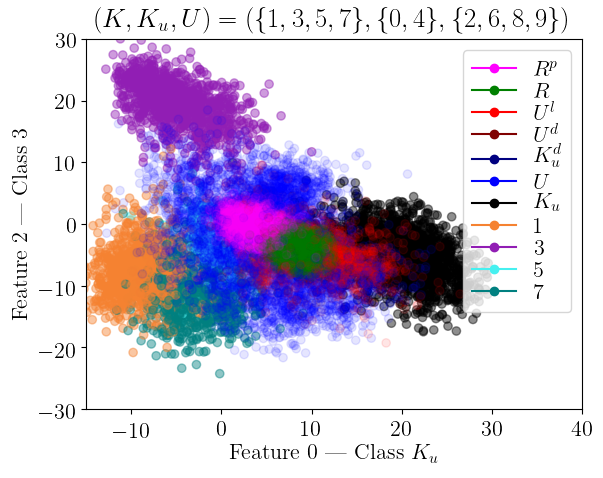 (K, K_u, U) = ({1, 3, 5, 7}, {0, 4}, {2, 6, 8, 9})
30
20
10
0
−10
−20
−30
Feature 2 — Class 3
R^p
R
U^l
U^d
K_u^d
U
K_u
1
3
5
7
−10
0
10
20
30
40
Feature 0 — Class K_u